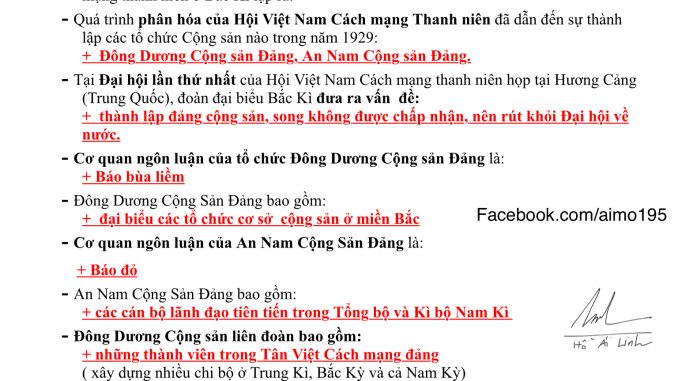 - Quá trình phân hóa của Hội Việt Nam Cách mạng Thanh niên đã dẫn đến sự thành
lập các tổ chức Cộng sản nào trong năm 1929:
+ Đông Dương Cộng sản Đảng, An Nam Cộng sản Đảng.
- Tại Đại hội lần thứ nhất của Hội Việt Nam Cách mạng thanh niên họp tại Hương Cảng
(Trung Quốc), đoàn đại biểu Bắc Kì đưa ra vấn đề:
+ thành lập đảng cộng sản, song không được chấp nhận, nên rút khỏi Đại hội về
nước.
- Cơ quan ngôn luận của tổ chức Đông Dương Cộng sản Đảng là:
+ Báo bùa liềm
- Đông Dương Cộng Sản Đảng bao gồm:
+ đại biểu các tổ chức cơ sở cộng sản ở miền Bắc
Facebook.com/aimo195
- Cơ quan ngôn luận của An Nam Cộng Sản Đảng là:
+ Báo đỏ
- An Nam Cộng Sản Đảng bao gồm:
+ các cán bộ lãnh đạo tiên tiến trong Tổng bộ và Kì bộ Nam Kì
Hồ Ái Linh
- Đông Dương Cộng sản liên đoàn bao gồm:
+ những thành viên trong Tân Việt Cách mạng đảng
( xây dựng nhiều chi bộ ở Trung Kì, Bắc Kỳ và cả Nam Kỳ)